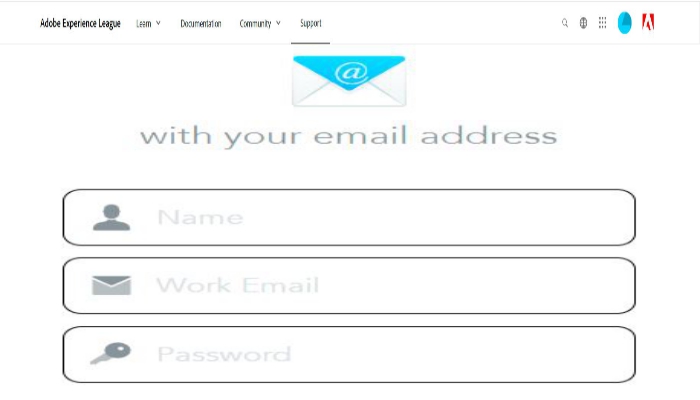 Adobe Experience League Learn Documentation Community Support
@
with your email address
Name
Work Email
Password